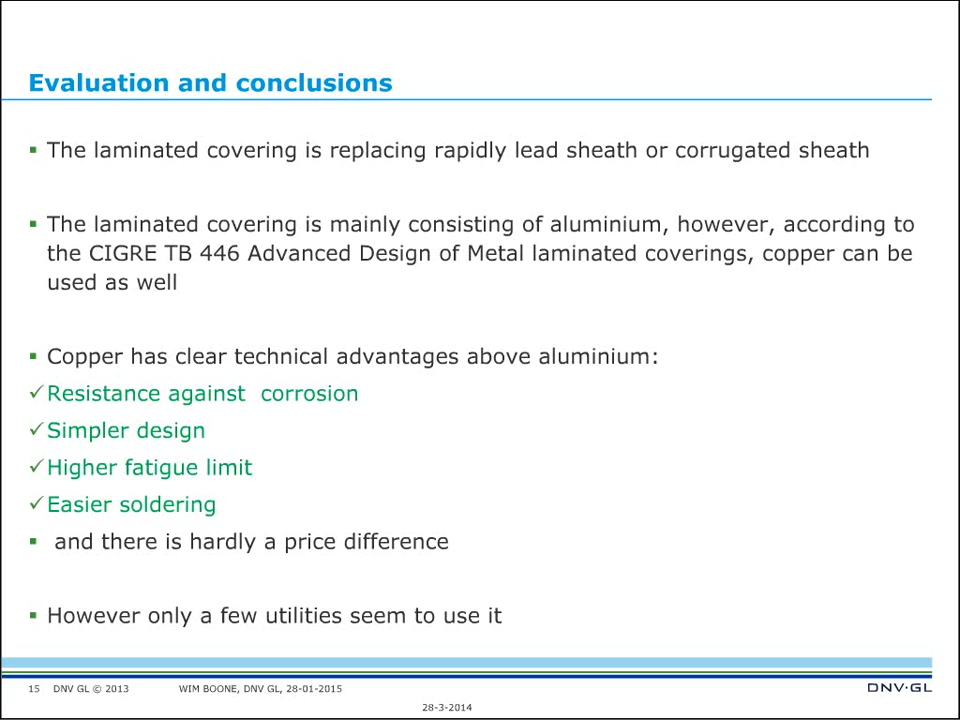 Evaluation and conclusions
▪ The laminated covering is replacing rapidly lead sheath or corrugated sheath
▪ The laminated covering is mainly consisting of aluminium, however, according to
the CIGRE TB 446 Advanced Design of Metal laminated coverings, copper can be
used as well
▪ Copper has clear technical advantages above aluminium:
✓Resistance against  corrosion
✓Simpler design
✓Higher fatigue limit
✓Easier soldering
▪  and there is hardly a price difference
▪ However only a few utilities seem to use it
15 DNV GL © 2013 WIM BOONE, DNV GL, 28-01-2015 DNV·GL
28-3-2014